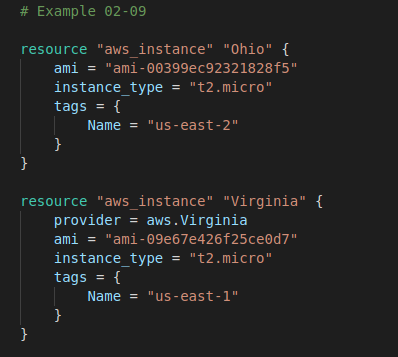 # Example 02-09
resource "aws_instance" "Ohio" {
ami = "ami-00399ec92321828f5"
instance_type = "t2.micro"
tags = {
Name = "us-east-2"
}
}
resource "aws_instance" "Virginia" {
provider = aws.Virginia
ami = "ami-09e67e426f25ce0d7"
instance_type = "t2.micro"
tags = {
Name = "us-east-1"
}
}